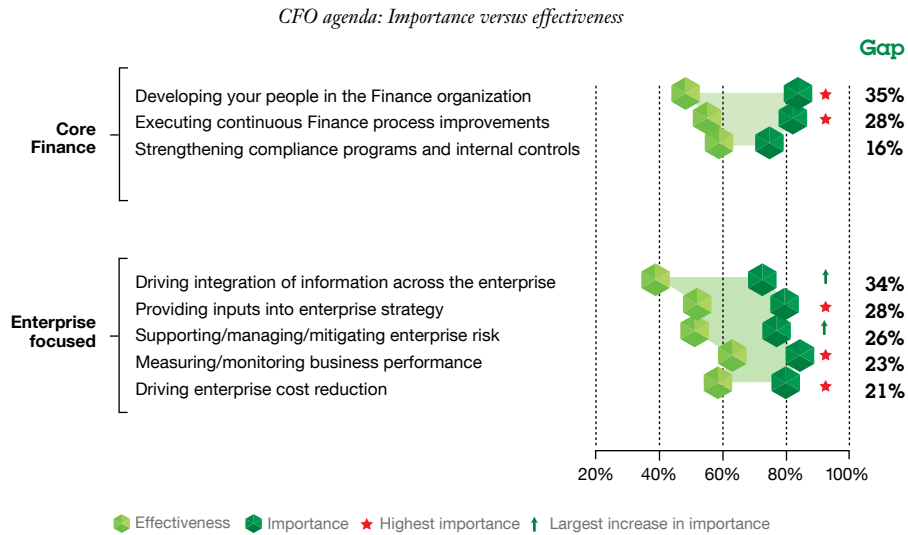 CFO agenda: Importance versus effectiveness
Gap
Core
Finance
Developing your people in the Finance organization
35%
Executing continuous Finance process improvements
28%
Strengthening compliance programs and internal controls
16%
Enterprise
focused
Driving integration of information across the enterprise
34%
Providing inputs into enterprise strategy
28%
Supporting/managing/mitigating enterprise risk
26%
Measuring/monitoring business performance
23%
Driving enterprise cost reduction
21%
20% 40% 60% 80% 100%
Effectiveness Importance Highest importance Largest increase in importance